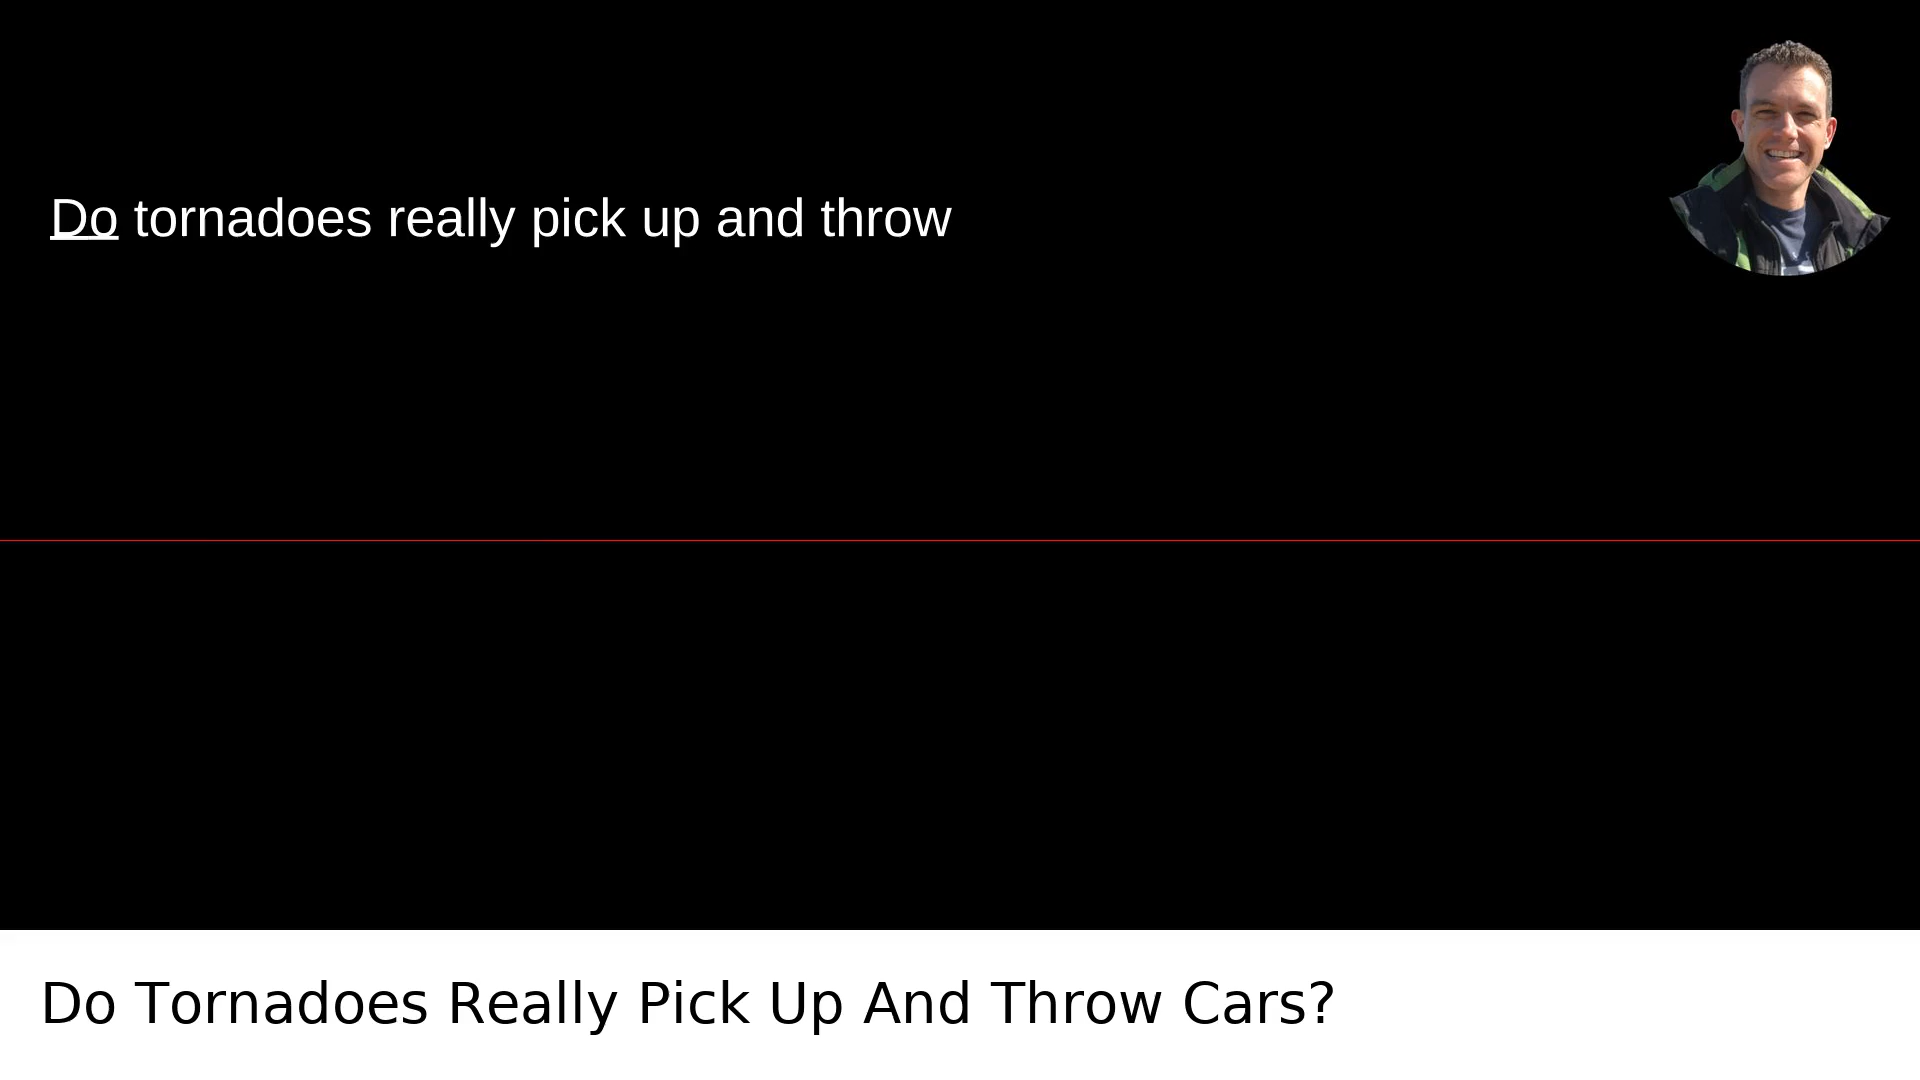 Do tornadoes really pick up and throw
Do Tornadoes Really Pick Up And Throw Cars?